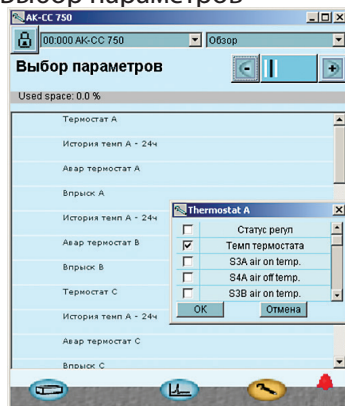 Выбор параметров
AK-CC 750
00:000 AK-CC 750
Обзор
Выбор параметров
Used space: 0.0 %
Термостат А
История темп А - 24ч
Авар термостат А
Впрыск А
История темп А - 24ч
Авар термостат В
Впрыск В
Термостат С
История темп А - 24ч
Авар термостат С
Впрыск С
Thermostat A
Статус регул
Темп термостата
S3A air on temp.
S4A air off temp.
S3B air on temp.
OK
Отмена